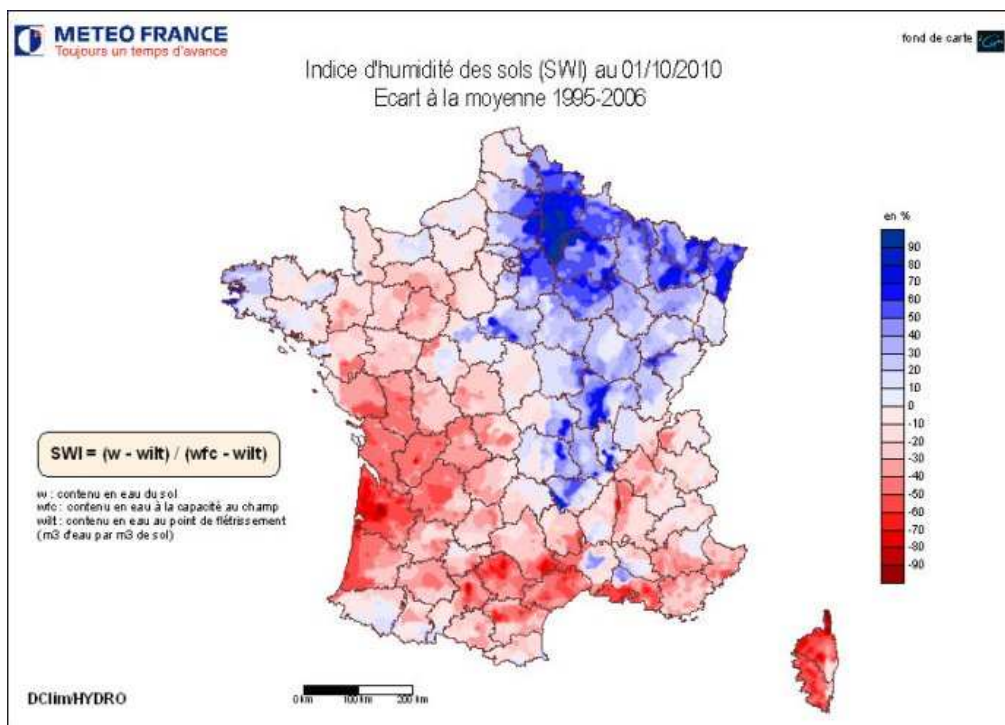 METEO FRANCE
Toujours un temps d'avance
fond de carte
Indice d'humidité des sols (SWI) au 01/10/2010
Ecart à la moyenne 1995-2006
en %
90
80
70
60
50
40
30
20
10
0
-10
-20
-30
-40
-50
-60
-70
-80
-90
SWI = (w - wilt) / (wfc - wilt)
w : contenu en eau du sol
wfc : contenu en eau à la capacité au champ
wilt : contenu en eau au point de flétrissement
(m3 d'eau par m3 de sol)
DClim/HYDRO
0 km 100 km 200 km